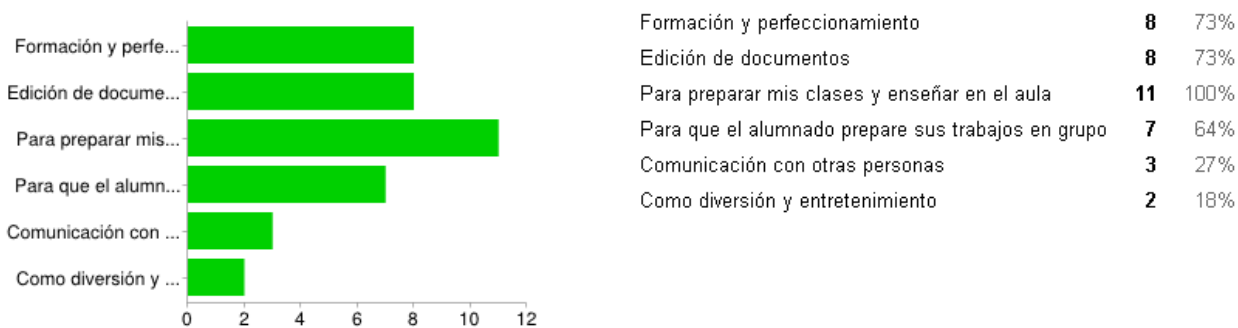 Formación y perfe...
Edición de docume...
Para preparar mis...
Para que el alumn...
Comunicación con ...
Como diversión y ...
0 2 4 6 8 10 12
Formación y perfeccionamiento 8 73%
Edición de documentos 8 73%
Para preparar mis clases y enseñar en el aula 11 100%
Para que el alumnado prepare sus trabajos en grupo 7 64%
Comunicación con otras personas 3 27%
Como diversión y entretenimiento 2 18%